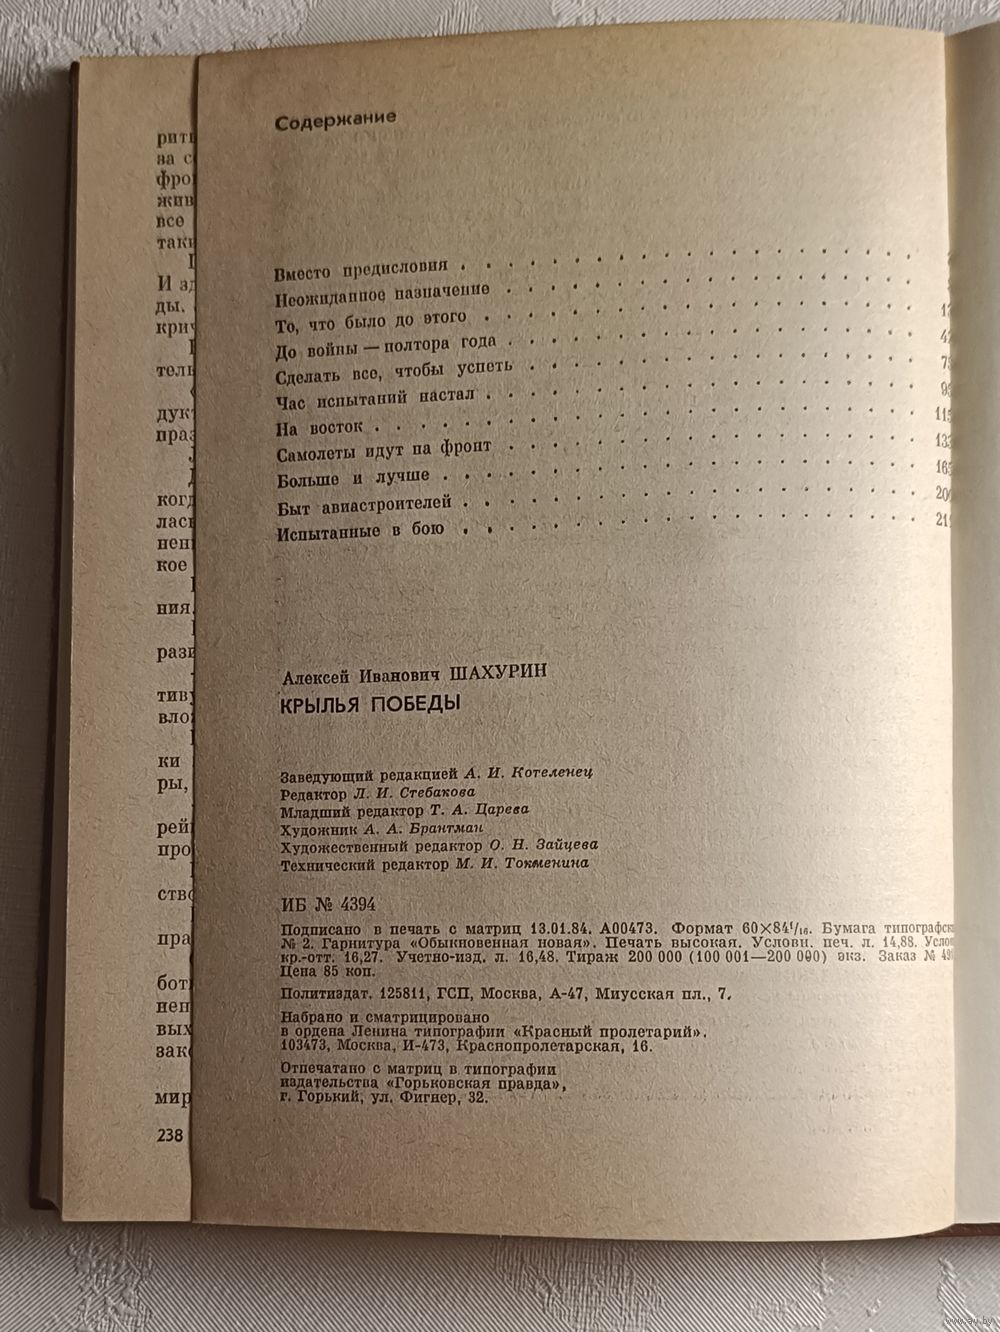 Содержание
Вместо предисловия
Неожиданное назначение
То, что было до этого
До войны — полтора года
Сделать все, чтобы успеть
Час испытаний настал
На восток
Самолеты идут на фронт
Больше и лучше
Быт авиастроителей
Испытанные в бою
Алексей Иванович ШАХУРИН
КРЫЛЬЯ ПОБЕДЫ
Заведующий редакцией А. И. Котеленец
Редактор Л. И. Стебакова
Младший редактор Т. А. Царева
Художник А. А. Брантман
Художественный редактор О. Н. Зайцева
Технический редактор М. И. Токменина
ИБ № 4394
Подписано в печать с матриц 13.01.84. А00473. Формат 60×84 1/16. Бумага типографск
№ 2. Гарнитура «Обыкновенная новая». Печать высокая. Условн. печ. л. 14,88. Услов
кр.-отт. 16,27. Учетно-изд. л. 16,48. Тираж 200 000 (100 001—200 000) экз. Заказ №
Цена 85 коп.
Политиздат. 125811, ГСП, Москва, А-47, Миусская пл., 7.
Набрано и сматрицировано
в ордена Ленина типографии «Красный пролетарий».
103473, Москва, И-473, Краснопролетарская, 16.
Отпечатано с матриц в типографии
издательства «Горьковская правда»,
г. Горький, ул. Фигнер, 32.
238
www.ay.by